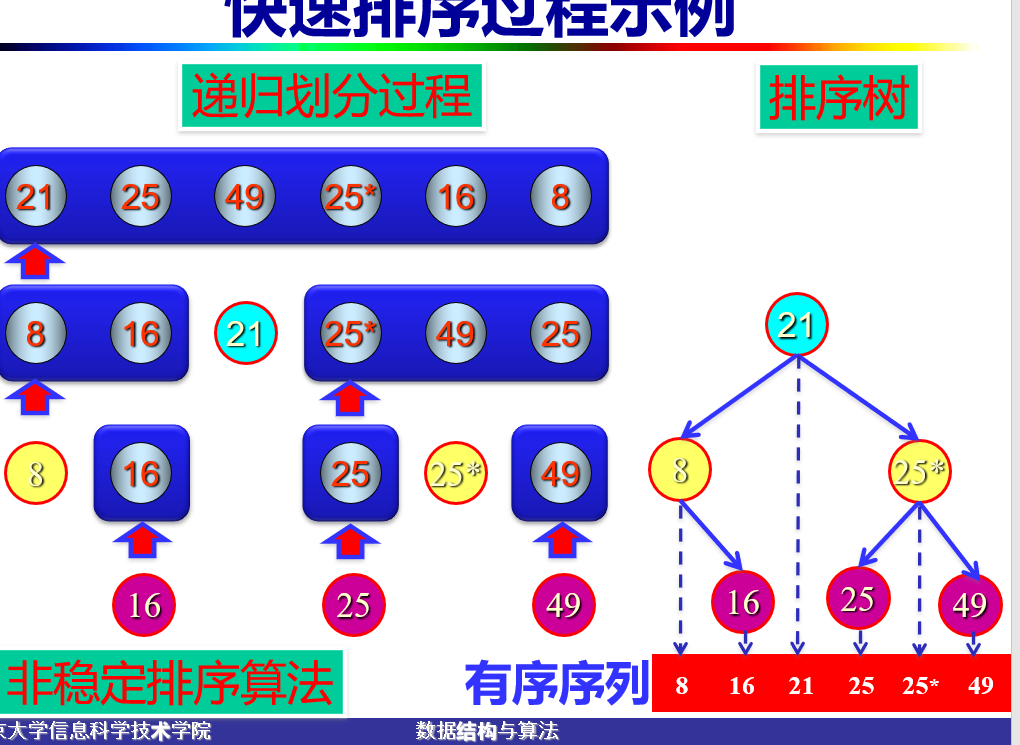 快速排序过程示例
递归划分过程 排序树
21 25 49 25* 16 8
8 16 21 25* 49 25
21
8 16 25 25* 49
8 25*
16 25 49
16 25 49
非稳定排序算法 有序序列 8 16 21 25 25* 49
京大学信息科学技术学院 数据结构与算法